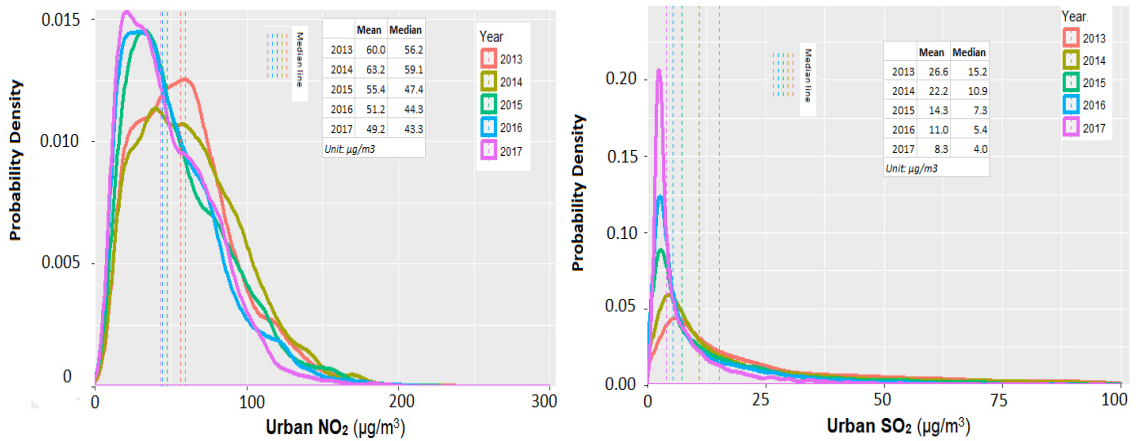 0.015
0.010
0.005
0
Probability Density
0
100
200
300
Urban NO₂ (µg/m³)
Median line
Mean Median
2013 60.0 56.2
2014 63.2 59.1
2015 55.4 47.4
2016 51.2 44.3
2017 49.2 43.3
Unit: µg/m3
Year
2013
2014
2015
2016
2017
0.20
0.15
0.10
0.05
0.00
Probability Density
0
25
50
75
100
Urban SO₂ (µg/m³)
Median line
Mean Median
2013 26.6 15.2
2014 22.2 10.9
2015 14.3 7.3
2016 11.0 5.4
2017 8.3 4.0
Unit: µg/m3
Year.
2013
2014
2015
2016
2017